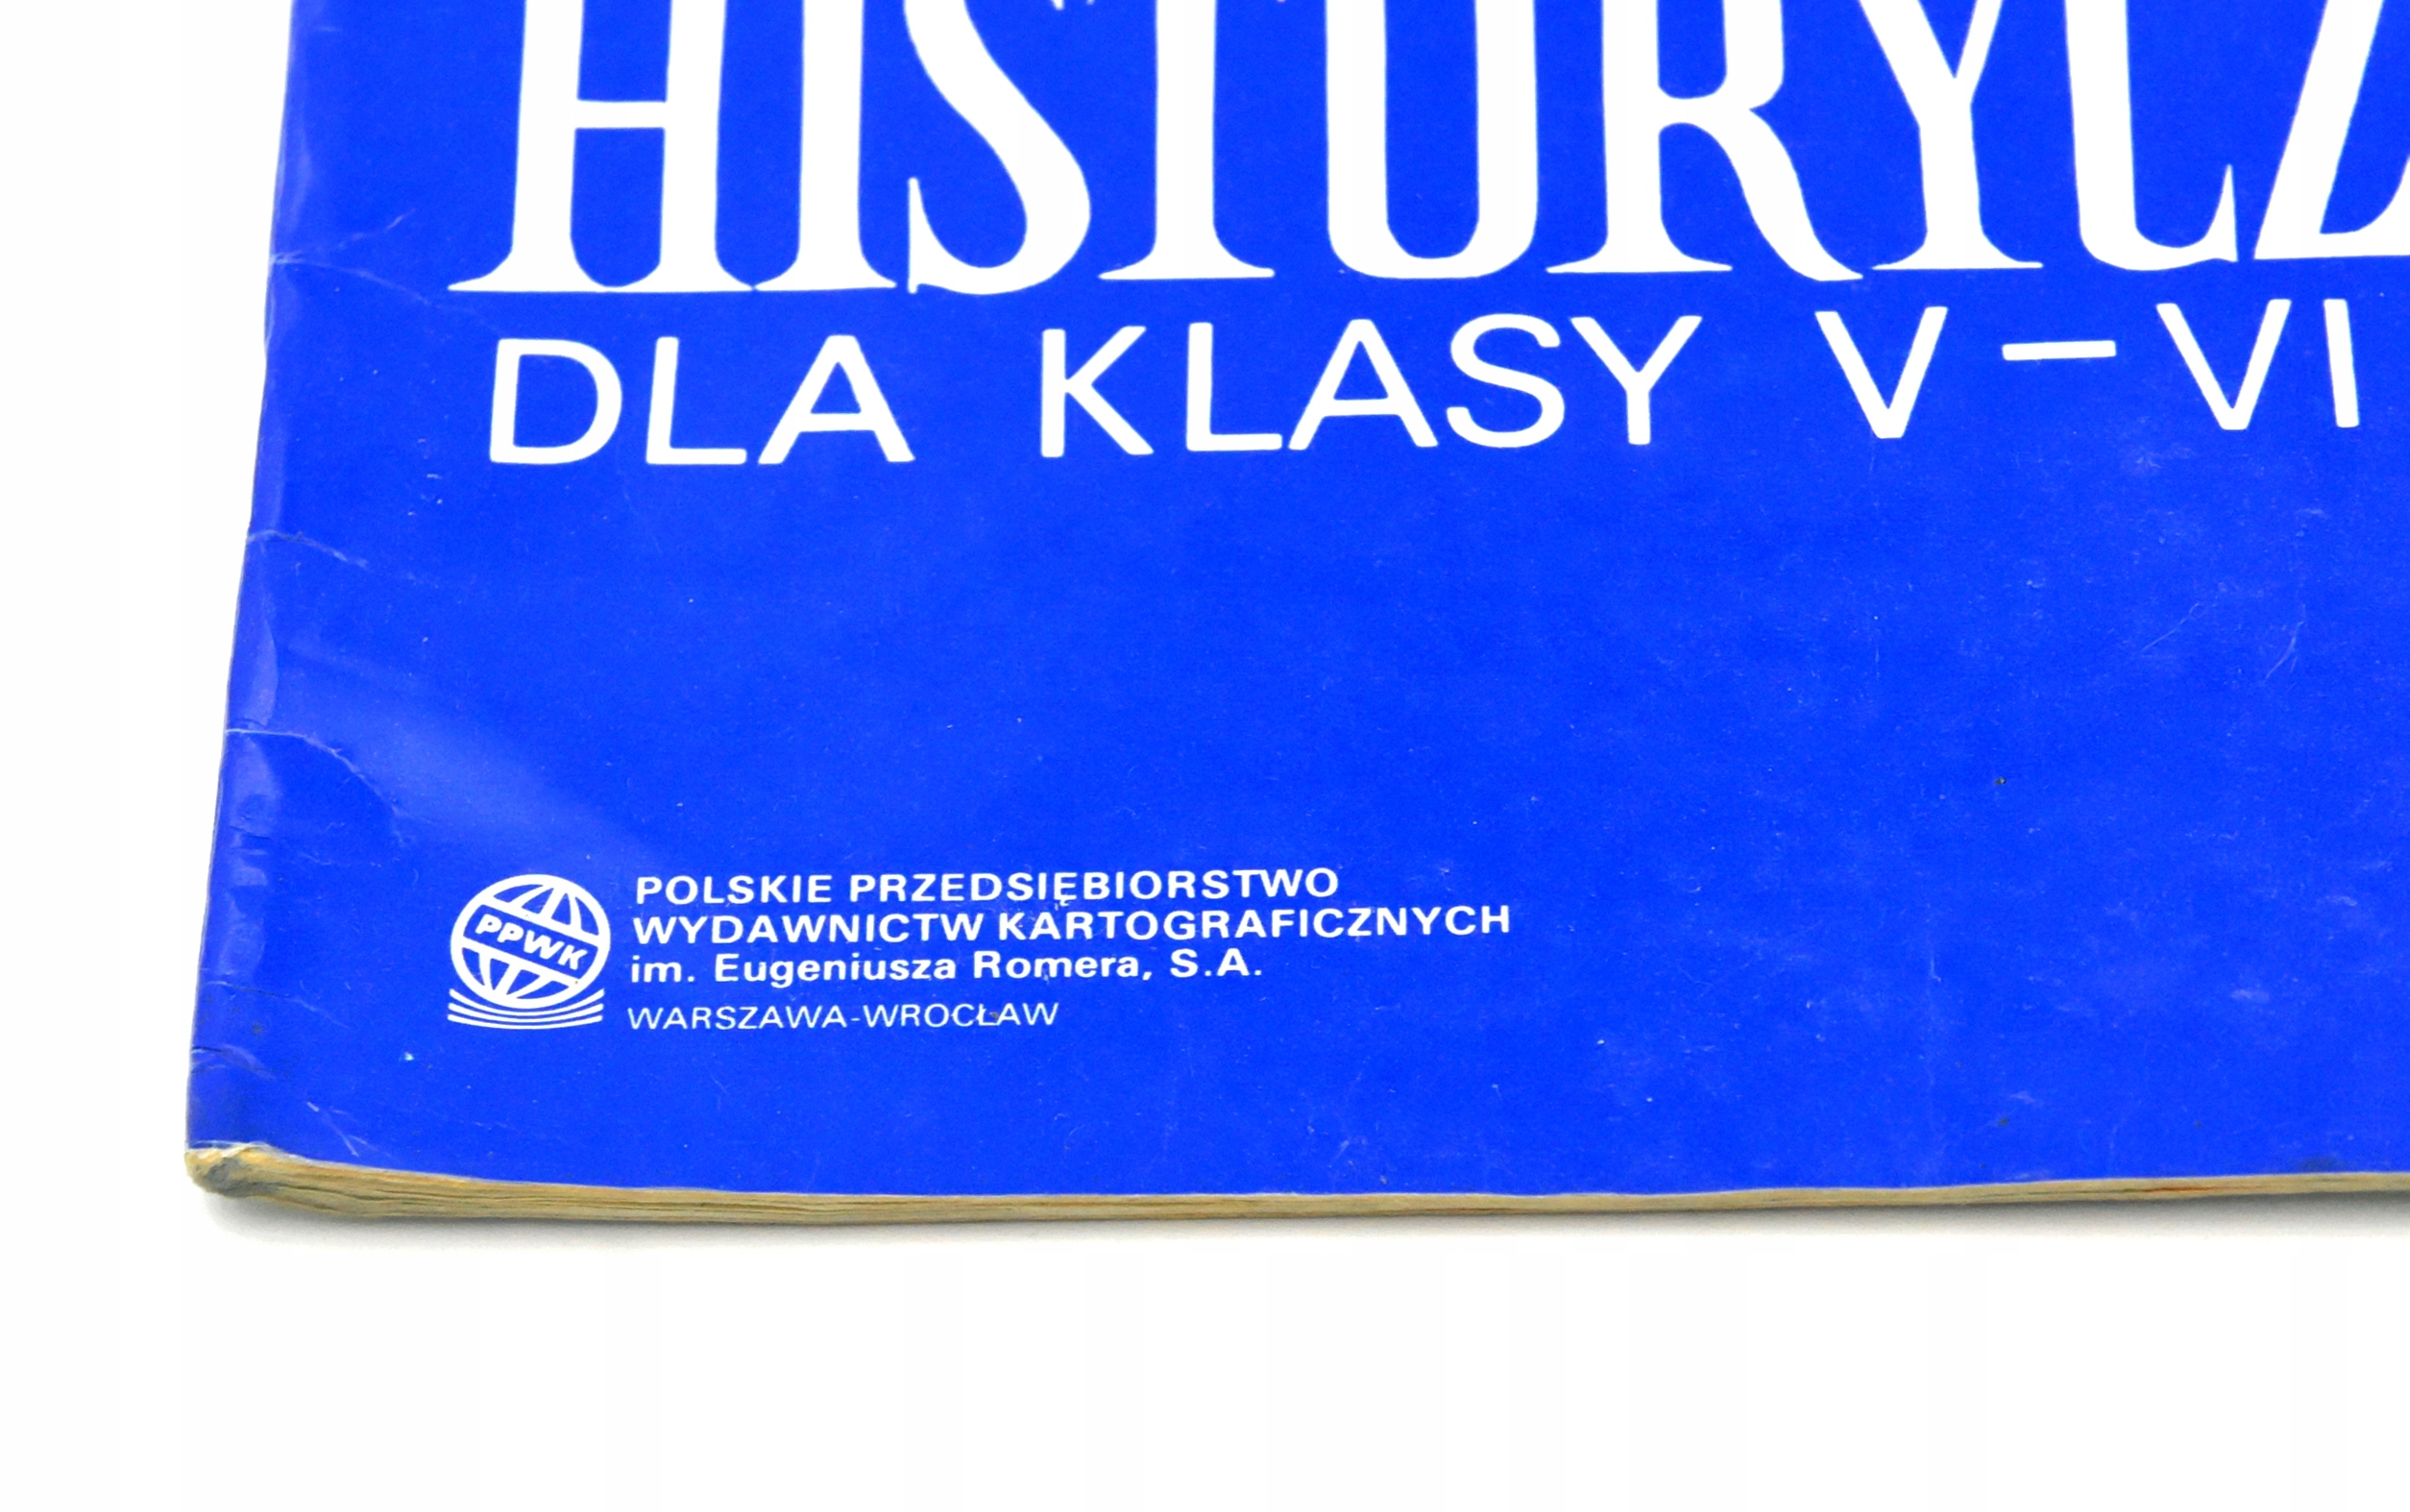 HISTORYCZ
DLA KLASY V – VI
PPWK
POLSKIE PRZEDSIĘBIORSTWO
WYDAWNICTW KARTOGRAFICZNYCH
im. Eugeniusza Romera, S.A.
WARSZAWA-WROCŁAW